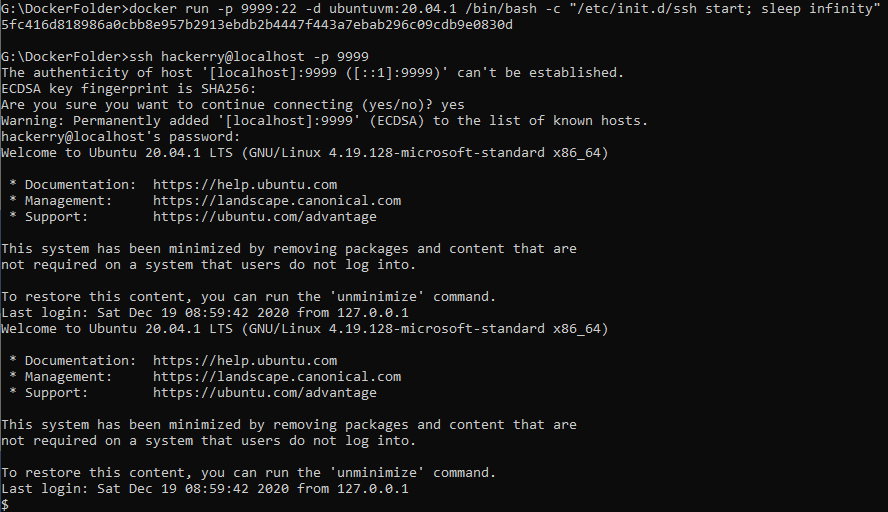 G:\DockerFolder>docker run -p 9999:22 -d ubuntuvm:20.04.1 /bin/bash -c "/etc/init.d/ssh start; sleep infinity"
5fc416d818986a0cbb8e957b2913ebdb2b4447f443a7ebab296c09cdb9e0830d
G:\DockerFolder>ssh hackerry@localhost -p 9999
The authenticity of host '[localhost]:9999 ([::1]:9999)' can't be established.
ECDSA key fingerprint is SHA256:
Are you sure you want to continue connecting (yes/no)? yes
Warning: Permanently added '[localhost]:9999' (ECDSA) to the list of known hosts.
hackerry@localhost's password:
Welcome to Ubuntu 20.04.1 LTS (GNU/Linux 4.19.128-microsoft-standard x86_64)
* Documentation:  https://help.ubuntu.com
* Management:     https://landscape.canonical.com
* Support:        https://ubuntu.com/advantage
This system has been minimized by removing packages and content that are
not required on a system that users do not log into.
To restore this content, you can run the 'unminimize' command.
Last login: Sat Dec 19 08:59:42 2020 from 127.0.0.1
Welcome to Ubuntu 20.04.1 LTS (GNU/Linux 4.19.128-microsoft-standard x86_64)
* Documentation:  https://help.ubuntu.com
* Management:     https://landscape.canonical.com
* Support:        https://ubuntu.com/advantage
This system has been minimized by removing packages and content that are
not required on a system that users do not log into.
To restore this content, you can run the 'unminimize' command.
Last login: Sat Dec 19 08:59:42 2020 from 127.0.0.1
$